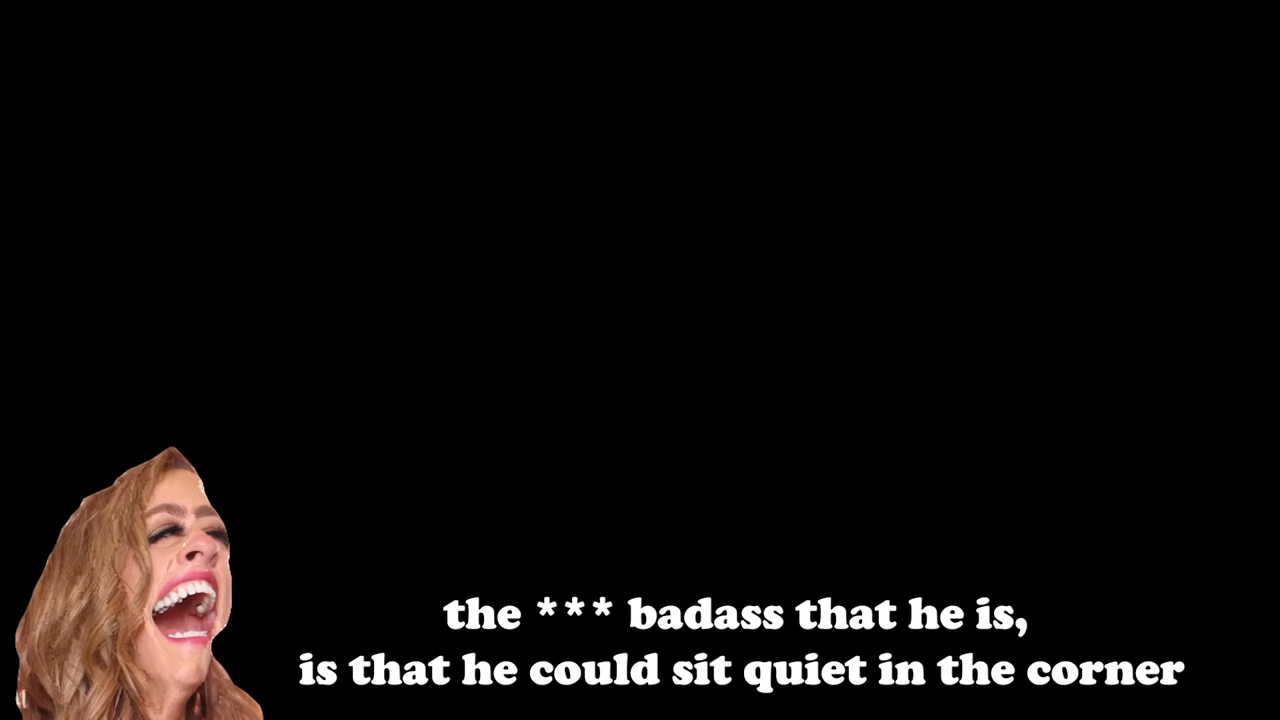 the *** badass that he is,
is that he could sit quiet in the corner